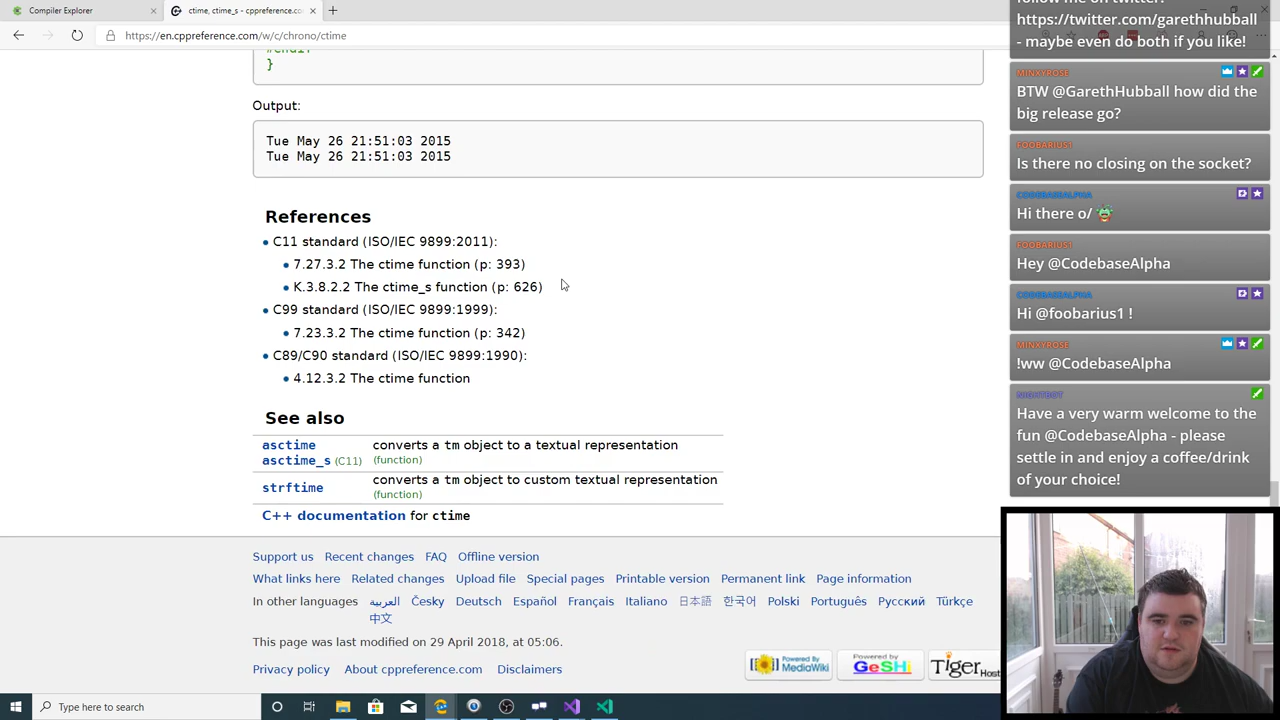 Compiler Explorer
ctime, ctime_s - cppreference.com
https://en.cppreference.com/w/c/chrono/ctime
}
Output:
Tue May 26 21:51:03 2015
Tue May 26 21:51:03 2015
References
C11 standard (ISO/IEC 9899:2011):
7.27.3.2 The ctime function (p: 393)
K.3.8.2.2 The ctime_s function (p: 626)
C99 standard (ISO/IEC 9899:1999):
7.23.3.2 The ctime function (p: 342)
C89/C90 standard (ISO/IEC 9899:1990):
4.12.3.2 The ctime function
See also
asctime converts a tm object to a textual representation
asctime_s (C11) (function)
strftime converts a tm object to custom textual representation
(function)
C++ documentation for ctime
Support us Recent changes FAQ Offline version
What links here Related changes Upload file Special pages Printable version Permanent link Page information
In other languages العربية Česky Deutsch Español Français Italiano 日本語 한국어 Polski Português Русский Türkçe
中文
This page was last modified on 29 April 2018, at 05:06.
Privacy policy About cppreference.com Disclaimers
Powered By MediaWiki
Powered by GeSHi
Tiger Host
Type here to search
follow me on twitter!
https://twitter.com/garethhubball
- maybe even do both if you like!
MINXYROSE
BTW @GarethHubball how did the
big release go?
FOOBARIUS1
Is there no closing on the socket?
CODEBASEALPHA
Hi there o/
FOOBARIUS1
Hey @CodebaseAlpha
CODEBASEALPHA
Hi @foobarius1 !
MINXYROSE
!ww @CodebaseAlpha
NIGHTBOT
Have a very warm welcome to the
fun @CodebaseAlpha - please
settle in and enjoy a coffee/drink
of your choice!